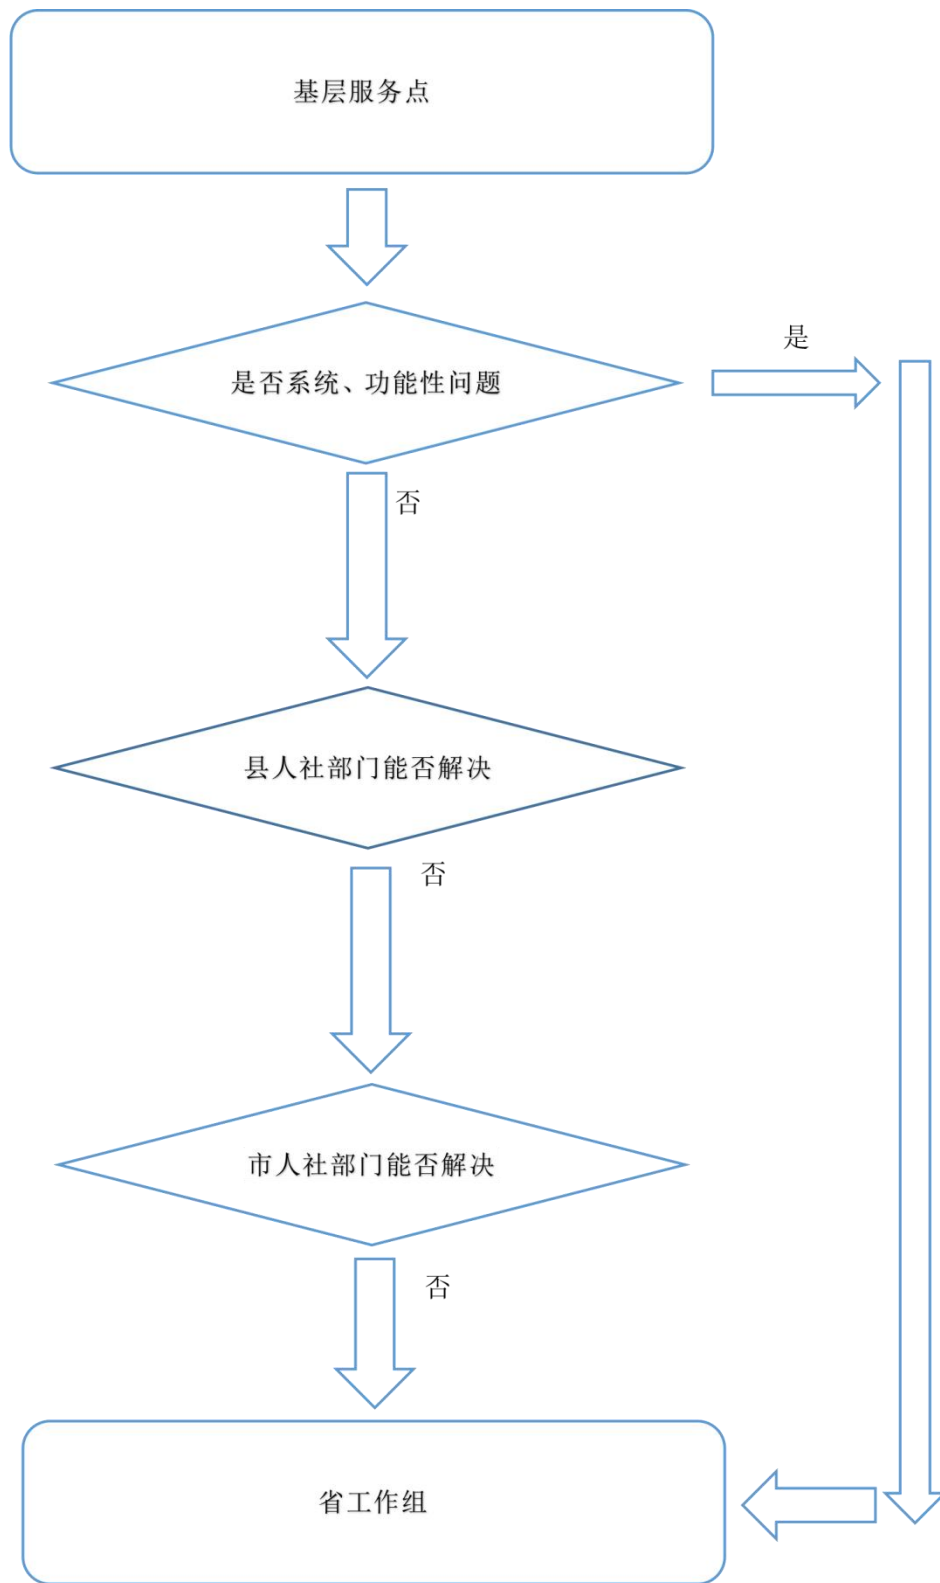 基层服务点
是否系统、功能性问题
是
否
县人社部门能否解决
否
市人社部门能否解决
否
省工作组